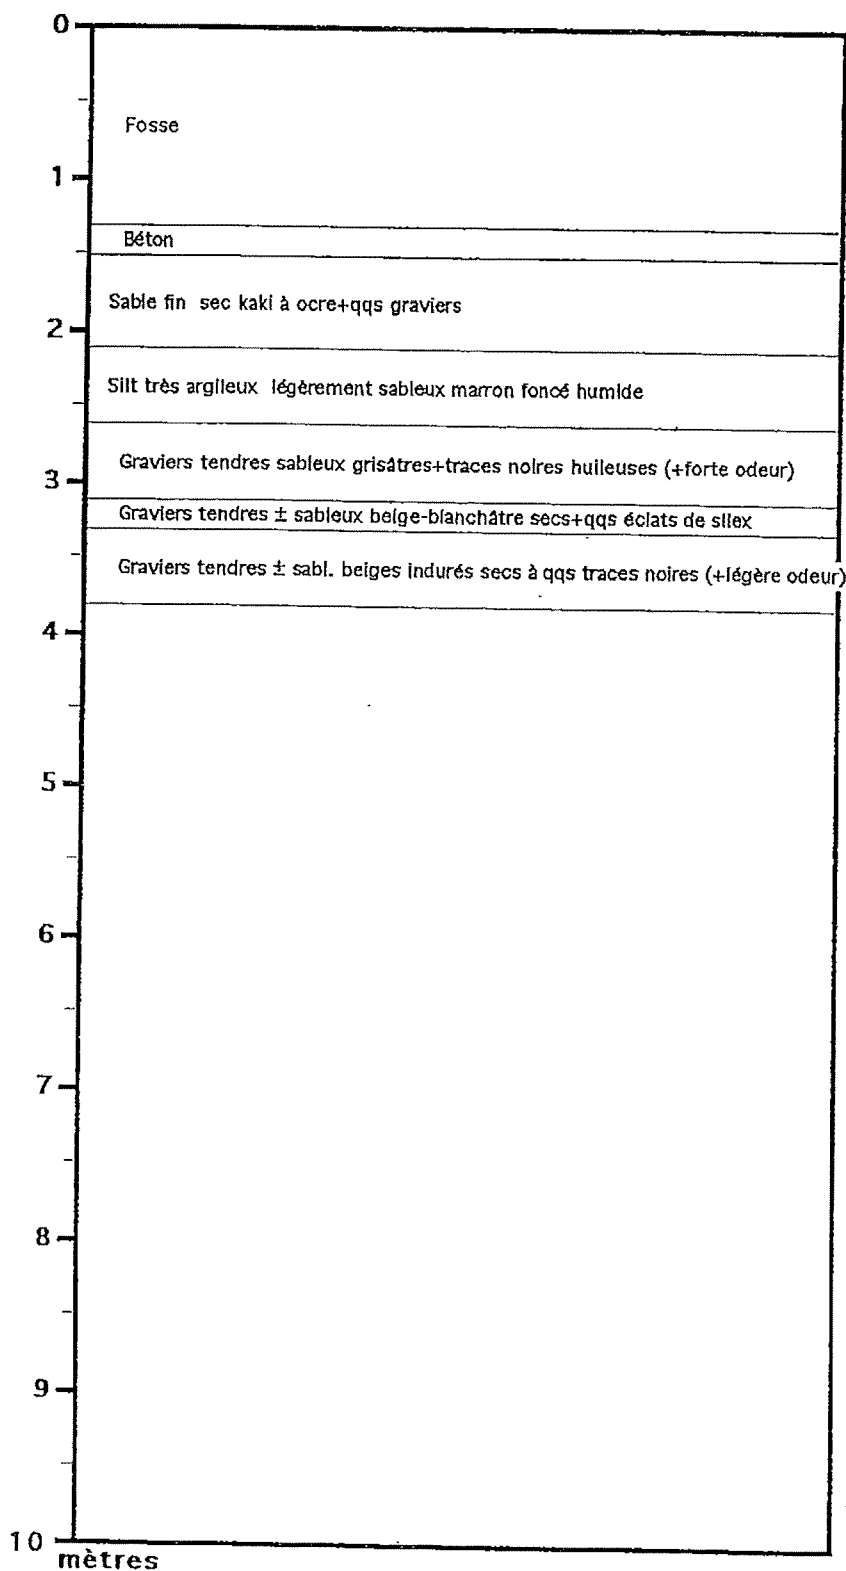 0
Fosse
1
Béton
Sable fin sec kaki à ocre+qqs graviers
2
Silt très argileux légèrement sableux marron foncé humide
Graviers tendres sableux grisâtres+traces noires huileuses (+forte odeur)
3
Graviers tendres ± sableux beige-blanchâtre secs+qqs éclats de silex
Graviers tendres ± sabl. beiges indurés secs à qqs traces noires (+légère odeur)
4
5
6
7
8
9
10
mètres